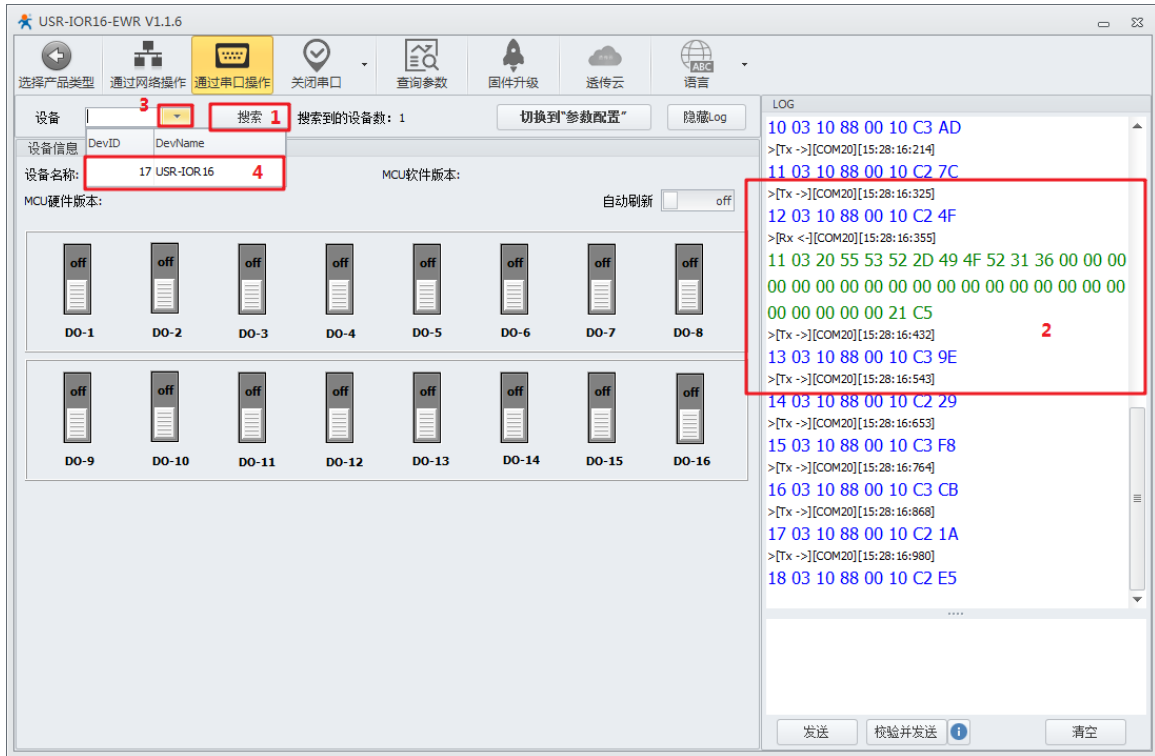 USR-IOR16-EWR V1.1.6
选择产品类型 通过网络操作 通过串口操作 关闭串口 查询参数 固件升级 透传云 语言
ABC
3
设备 搜索 1 搜索到的设备数: 1 切换到"参数配置" 隐藏Log
设备信息 DevID DevName
设备名称: 17 USR-IOR16 4 MCU软件版本:
MCU硬件版本: 自动刷新 off
off off off off off off off off
DO-1 DO-2 DO-3 DO-4 DO-5 DO-6 DO-7 DO-8
off off off off off off off off
DO-9 DO-10 DO-11 DO-12 DO-13 DO-14 DO-15 DO-16
LOG
10 03 10 88 00 10 C3 AD
>[Tx ->][COM20][15:28:16:214]
11 03 10 88 00 10 C2 7C
>[Tx ->][COM20][15:28:16:325]
12 03 10 88 00 10 C2 4F
>[Rx <-][COM20][15:28:16:355]
11 03 20 55 53 52 2D 49 4F 52 31 36 00 00 00
00 00 00 00 00 00 00 00 00 00 00 00 00 00 00
00 00 00 00 00 21 C5
>[Tx ->][COM20][15:28:16:432]
2
13 03 10 88 00 10 C3 9E
>[Tx ->][COM20][15:28:16:543]
14 03 10 88 00 10 C2 29
>[Tx ->][COM20][15:28:16:653]
15 03 10 88 00 10 C3 F8
>[Tx ->][COM20][15:28:16:764]
16 03 10 88 00 10 C3 CB
>[Tx ->][COM20][15:28:16:868]
17 03 10 88 00 10 C2 1A
>[Tx ->][COM20][15:28:16:980]
18 03 10 88 00 10 C2 E5
发送 校验并发送 i 清空